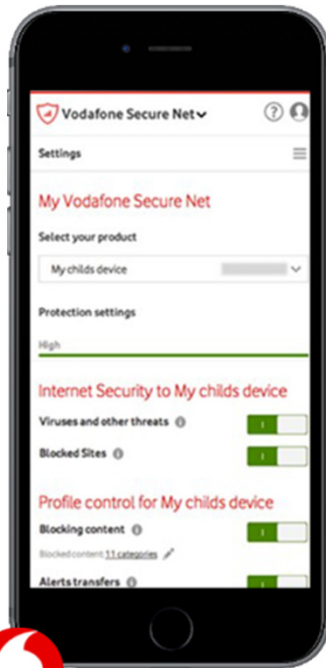 Vodafone Secure Net
Settings
My Vodafone Secure Net
Select your product
My childs device
Protection settings
High
Internet Security to My childs device
Viruses and other threats
Blocked Sites
Profile control for My childs device
Blocking content
Blocked content 11 categories
Alerts transfers